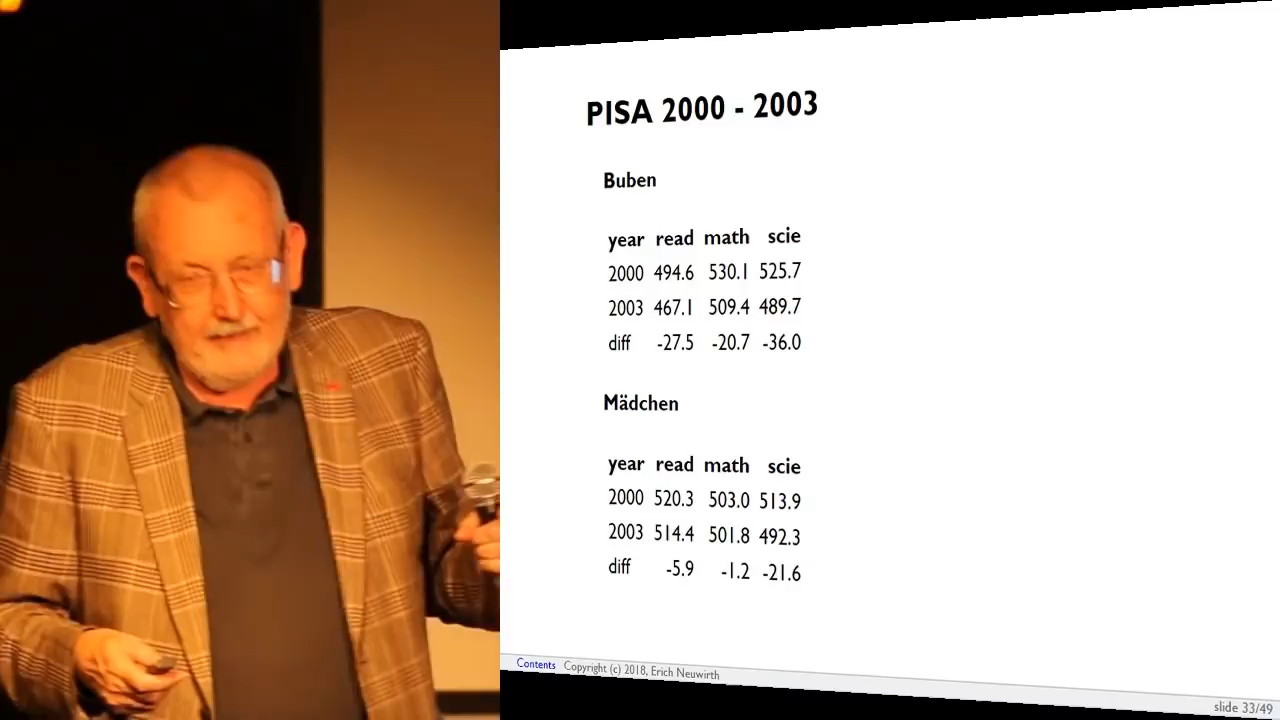 PISA 2000 - 2003
Buben
year read math scie
2000 494.6 530.1 525.7
2003 467.1 509.4 489.7
diff -27.5 -20.7 -36.0
Mädchen
year read math scie
2000 520.3 503.0 513.9
2003 514.4 501.8 492.3
diff -5.9 -1.2 -21.6
Contents Copyright (c) 2018, Erich Neuwirth
slide 33/49